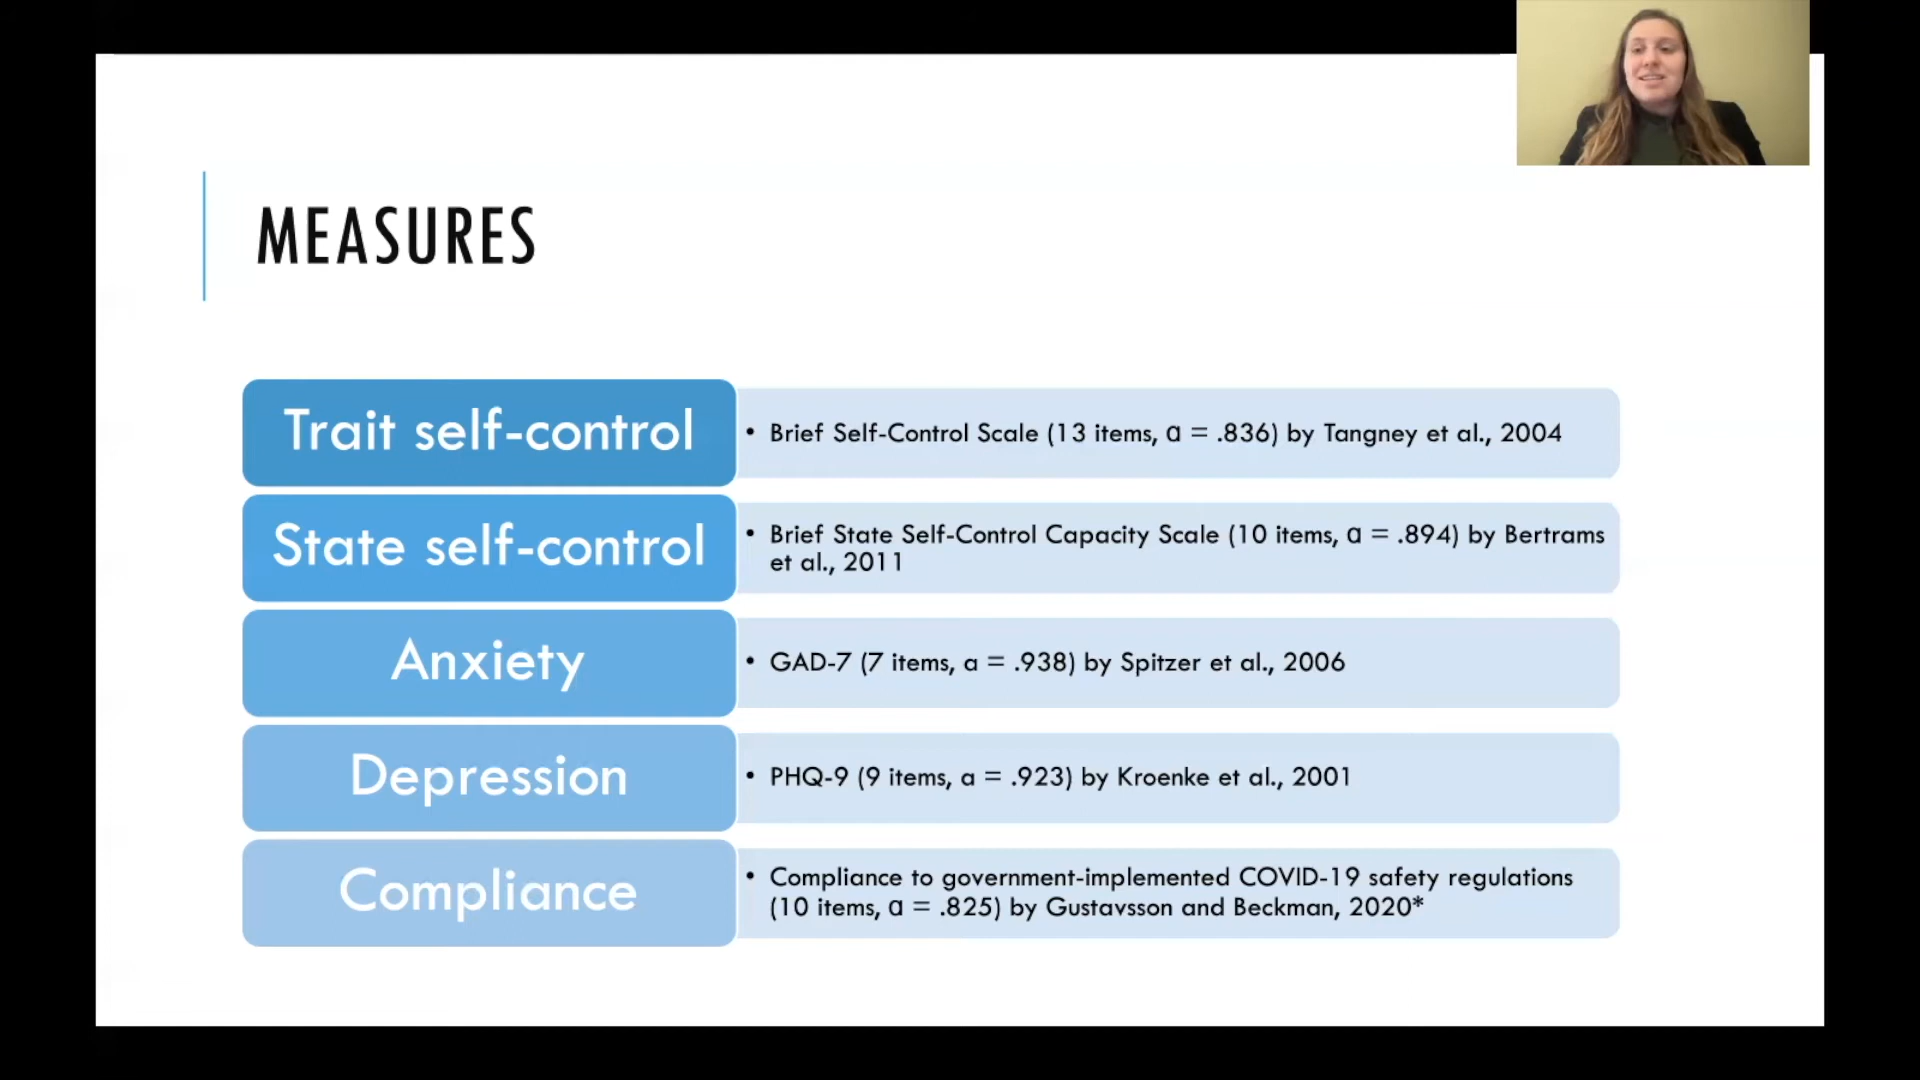 MEASURES
Trait self-control
• Brief Self-Control Scale (13 items, α = .836) by Tangney et al., 2004
State self-control
• Brief State Self-Control Capacity Scale (10 items, α = .894) by Bertrams
et al., 2011
Anxiety
• GAD-7 (7 items, α = .938) by Spitzer et al., 2006
Depression
• PHQ-9 (9 items, α = .923) by Kroenke et al., 2001
Compliance
• Compliance to government-implemented COVID-19 safety regulations
(10 items, α = .825) by Gustavsson and Beckman, 2020*